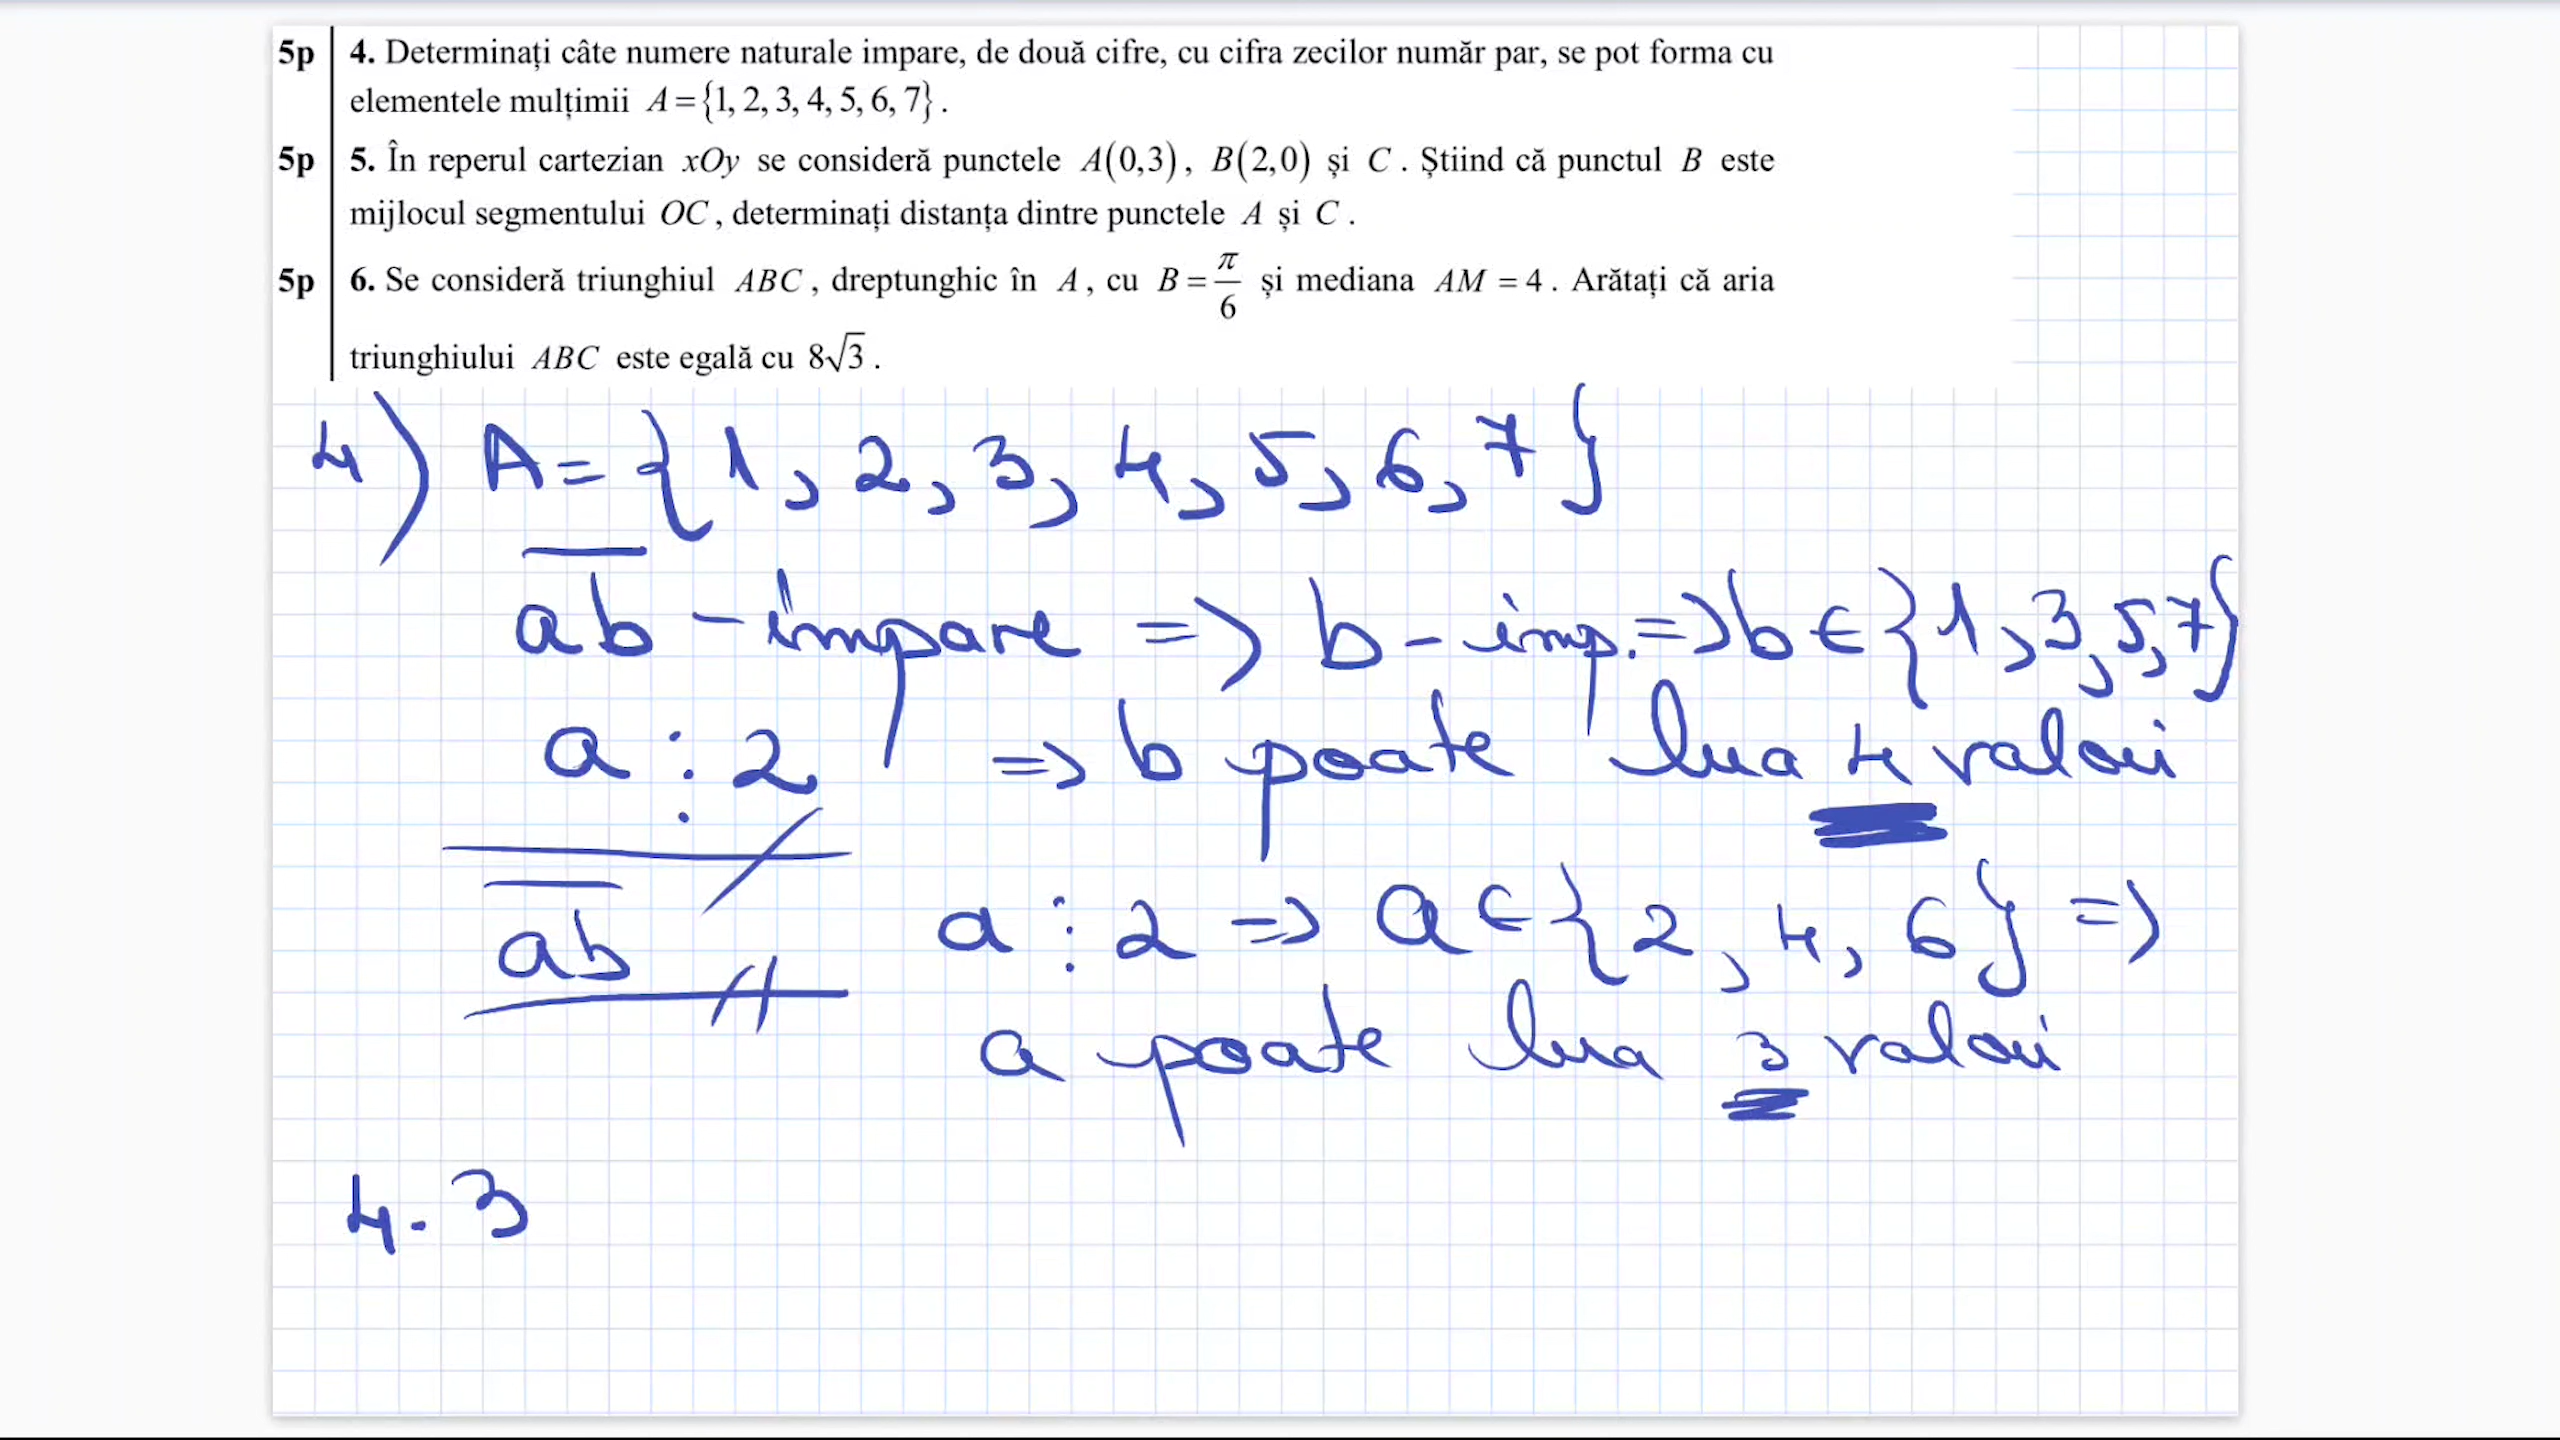 5p 4. Determinați câte numere naturale impare, de două cifre, cu cifra zecilor număr par, se pot forma cu
elementele mulțimii A = {1, 2, 3, 4, 5, 6, 7}.
5p 5. În reperul cartezian xOy se consideră punctele A(0,3), B(2,0) și C. Știind că punctul B este
mijlocul segmentului OC, determinați distanța dintre punctele A și C.
5p 6. Se consideră triunghiul ABC, dreptunghic în A, cu B = π/6 și mediana AM = 4. Arătați că aria
triunghiului ABC este egală cu 8√3.
4) A = {1, 2, 3, 4, 5, 6, 7}
a̅b̅ - impare => b - imp. => b ∈ {1, 3, 5, 7}
a ⋮ 2 => b poate lua 4 valori
a̅b̅ a ⋮ 2 => a ∈ {2, 4, 6} =>
a poate lua 3 valori
4 · 3